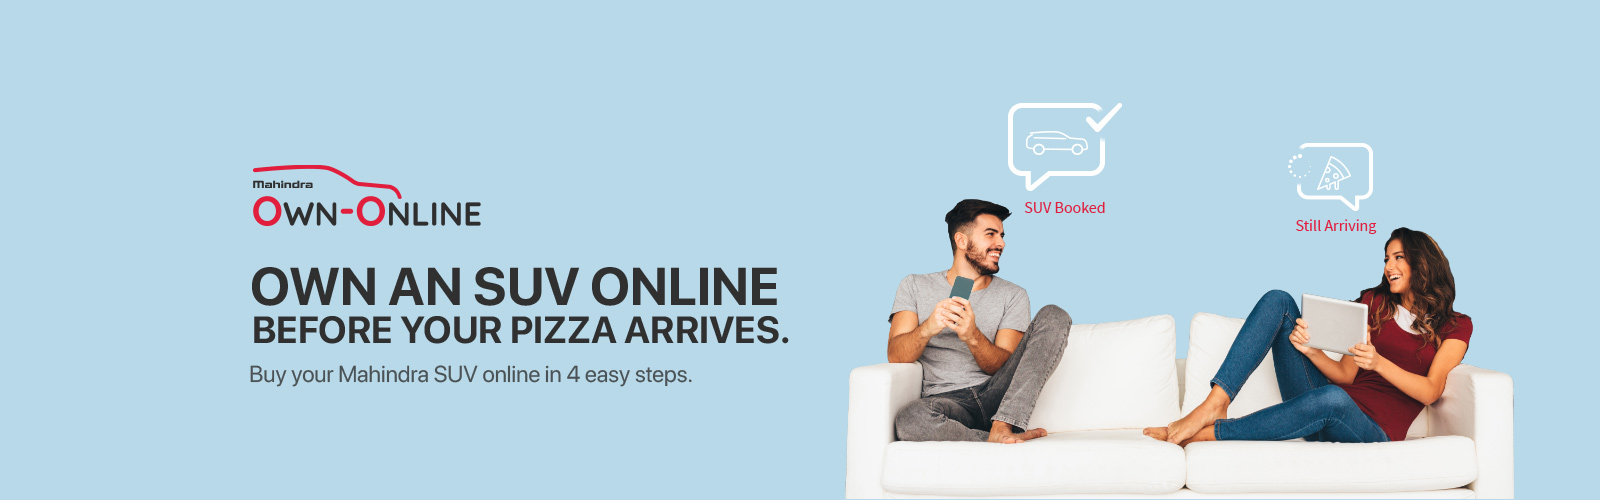 Mahindra
OWN-ONLINE
OWN AN SUV ONLINE
BEFORE YOUR PIZZA ARRIVES.
Buy your Mahindra SUV online in 4 easy steps.
SUV Booked
Still Arriving